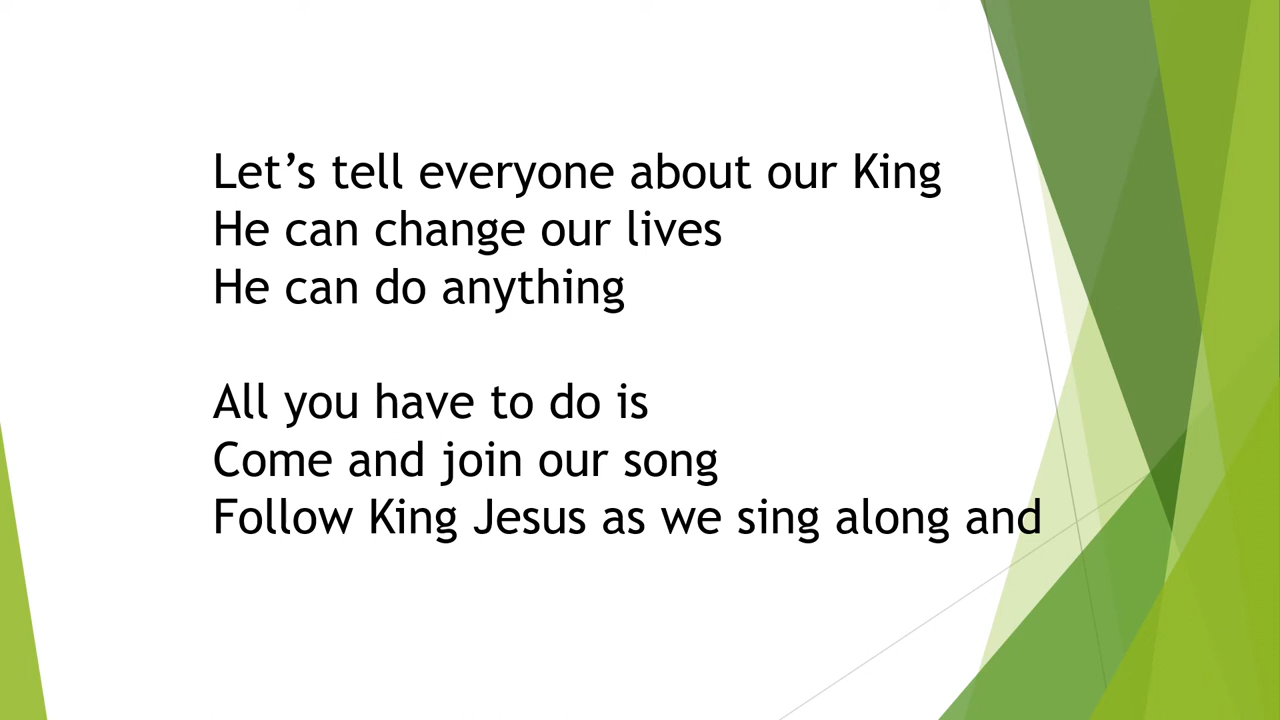 Let’s tell everyone about our King
He can change our lives
He can do anything
All you have to do is
Come and join our song
Follow King Jesus as we sing along and